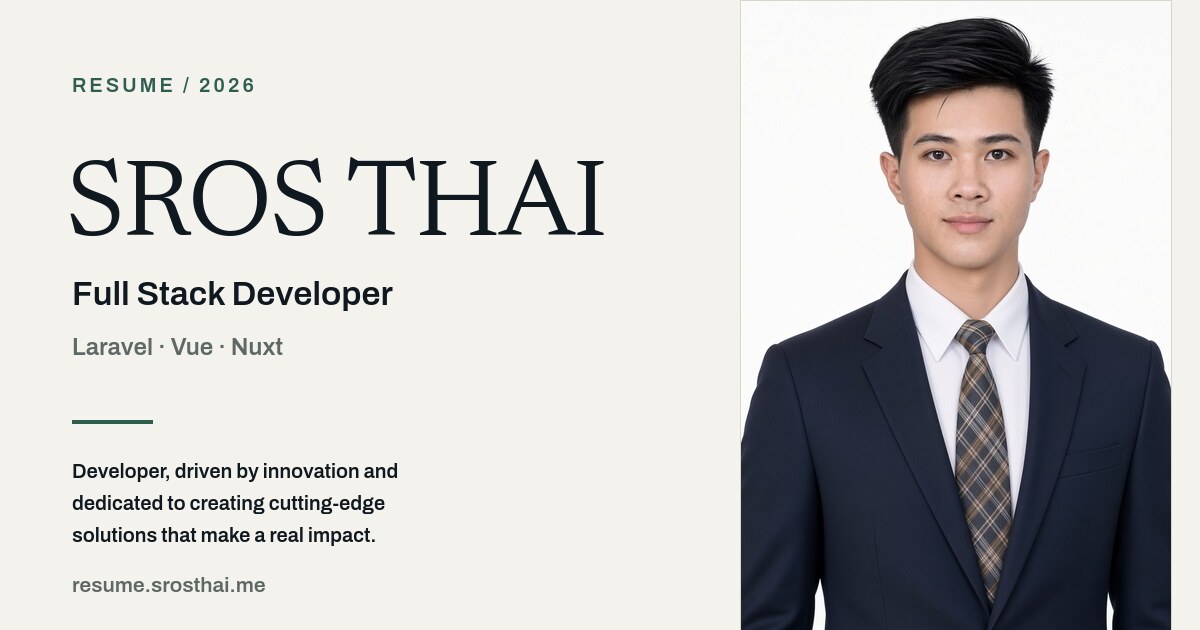 RESUME / 2026
SROS THAI
Full Stack Developer
Laravel · Vue · Nuxt
Developer, driven by innovation and
dedicated to creating cutting-edge
solutions that make a real impact.
resume.srosthai.me